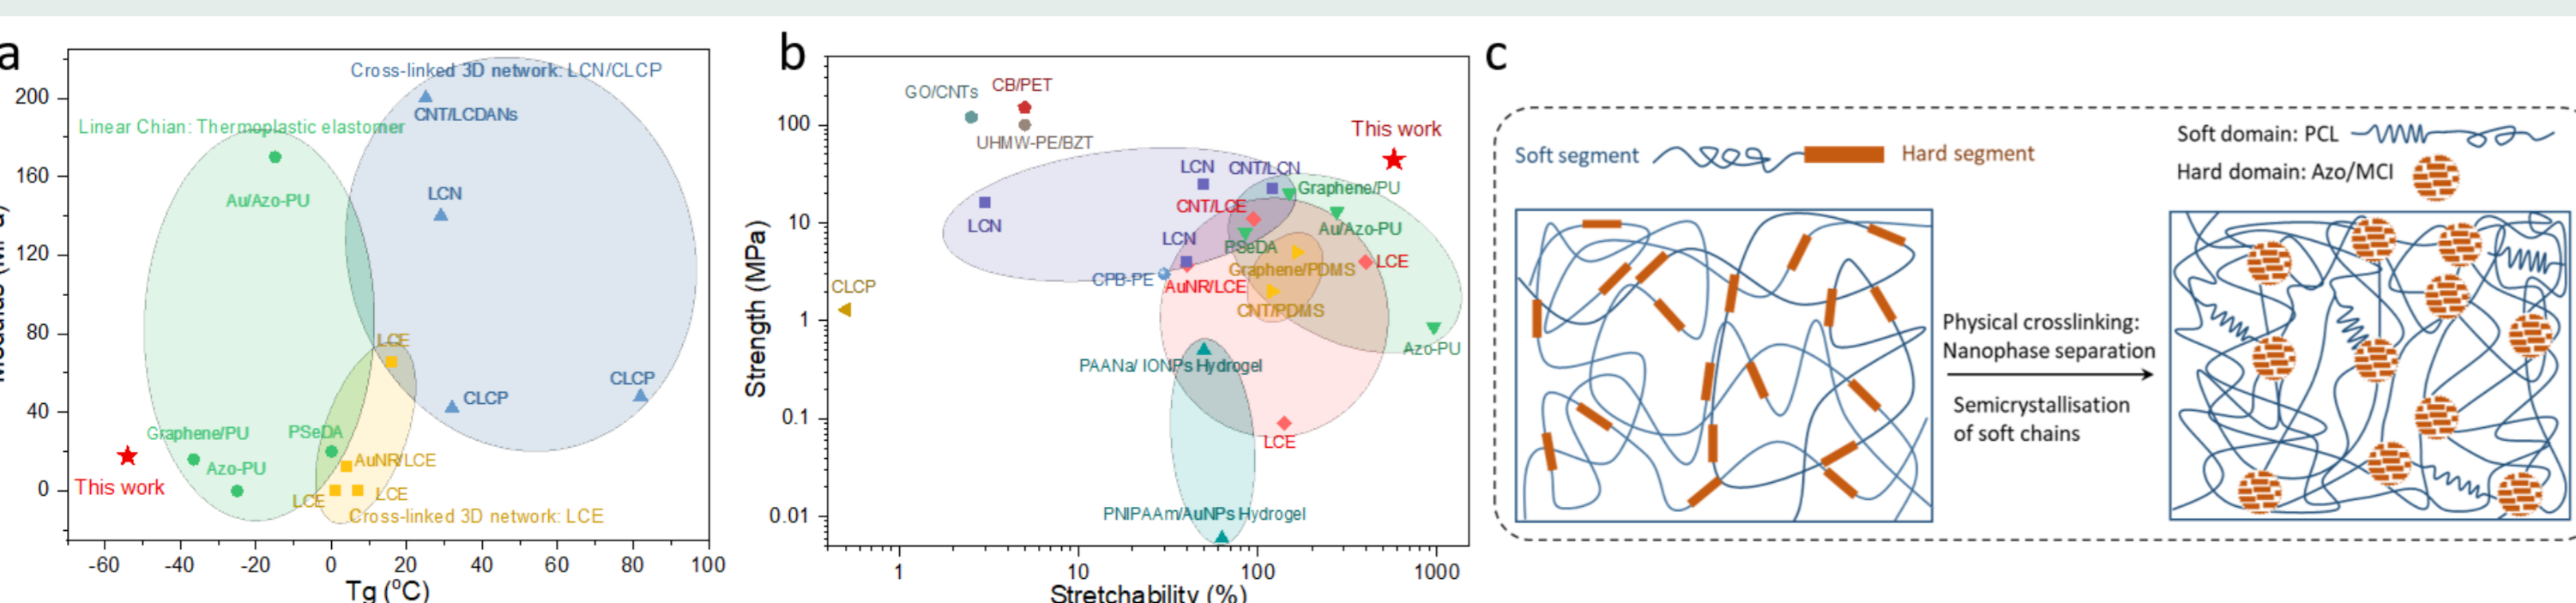 a
Cross-linked 3D network: LCN/CLCP
200
CNT/LCDANs
Linear Chian: Thermoplastic elastomer
160
LCN
Au/Azo-PU
120
80
LCE
CLCP
CLCP
40
Graphene/PU
PSeDA
Azo-PU
AuNR/LCE
This work
0
LCE
LCE
Cross-linked 3D network: LCE
-60 -40 -20 0 20 40 60 80 100
Tg (°C)
b
GO/CNTs
CB/PET
100
UHMW-PE/BZT
This work
LCN
CNT/LCN
Graphene/PU
CNT/LCE
10
LCN
Au/Azo-PU
LCN
PSeDA
LCE
Graphene/PDMS
CPB-PE
AuNR/LCE
CLCP
CNT/PDMS
1
Azo-PU
PAANa/ IONPs Hydrogel
0.1
LCE
PNIPAAm/AuNPs Hydrogel
0.01
Strength (MPa)
1 10 100 1000
Stretchability (%)
c
Soft segment
Hard segment
Soft domain: PCL
Hard domain: Azo/MCI
Physical crosslinking:
Nanophase separation
Semicrystallisation
of soft chains